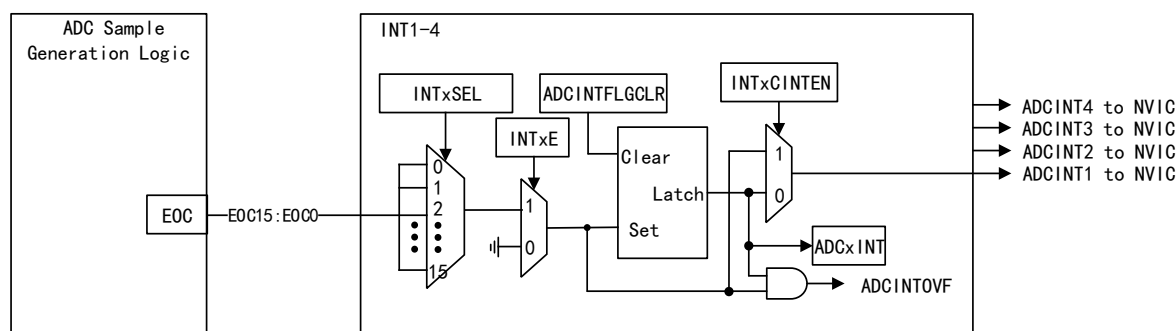 ADC Sample
Generation Logic
EOC
EOC15:EOC0
INT1-4
INTxSEL
ADCINTFLGCLR
INTxCINTEN
INTxE
0
1
2
15
1
0
Clear
Latch
Set
1
0
ADCxINT
ADCINTOVF
ADCINT4 to NVIC
ADCINT3 to NVIC
ADCINT2 to NVIC
ADCINT1 to NVIC